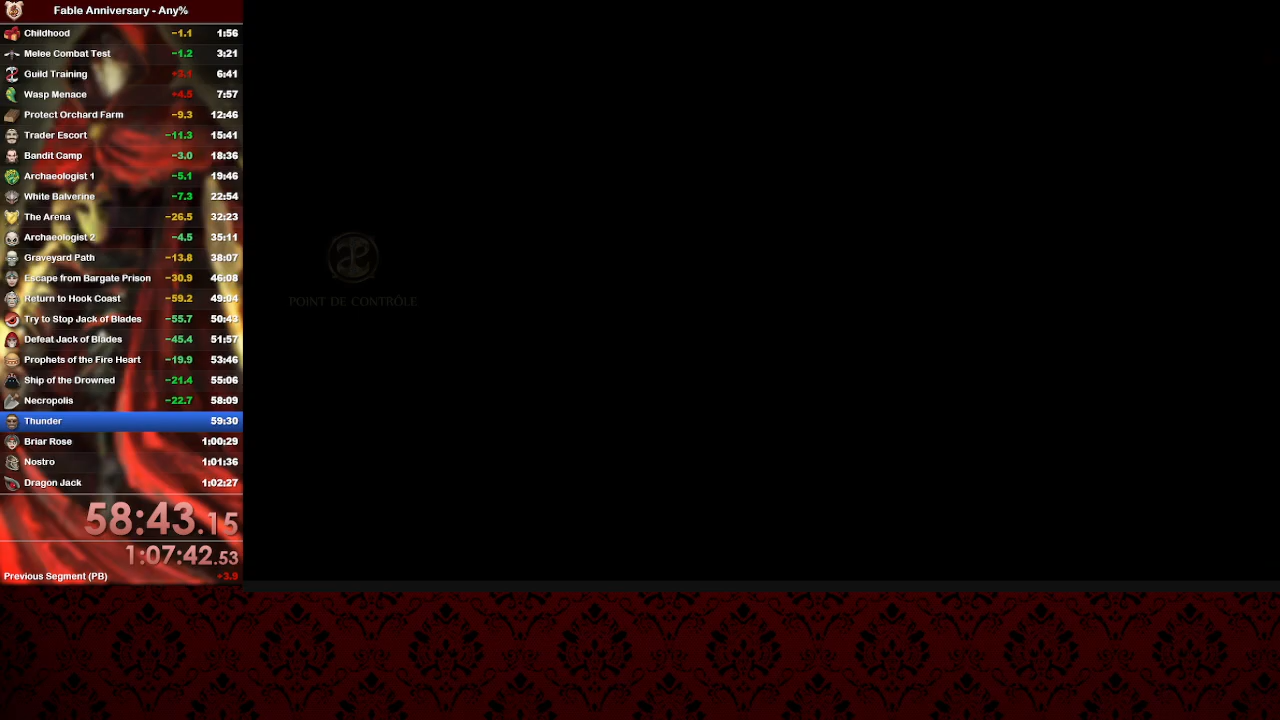 Fable Anniversary - Any%
Childhood −1.1 1:56
Melee Combat Test −1.2 3:21
Guild Training +3.1 6:41
Wasp Menace +4.5 7:57
Protect Orchard Farm −9.3 12:46
Trader Escort −11.3 15:41
Bandit Camp −3.0 18:36
Archaeologist 1 −5.1 19:46
White Balverine −7.3 22:54
The Arena −26.5 32:23
Archaeologist 2 −4.5 35:11
Graveyard Path −13.8 38:07
Escape from Bargate Prison −30.9 46:08
Return to Hook Coast −59.2 49:04
Try to Stop Jack of Blades −55.7 50:43
Defeat Jack of Blades −45.4 51:57
Prophets of the Fire Heart −19.9 53:46
Ship of the Drowned −21.4 55:06
Necropolis −22.7 58:09
Thunder 59:30
Briar Rose 1:00:29
Nostro 1:01:36
Dragon Jack 1:02:27
58:43.15
1:07:42.53
Previous Segment (PB) +3.9
POINT DE CONTRÔLE